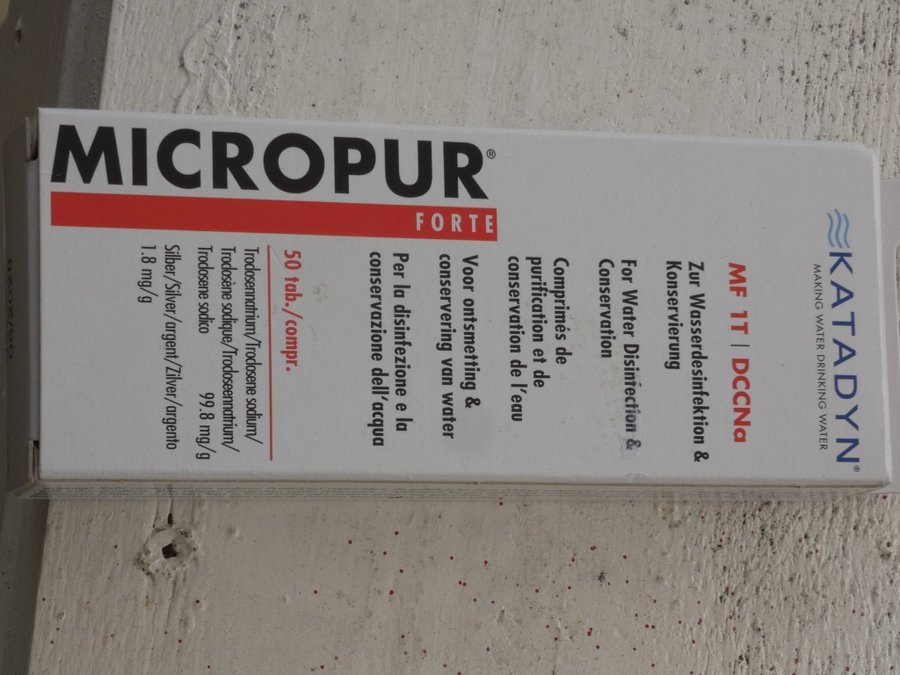 MICROPUR®
FORTE
KATADYN®
MAKING WATER DRINKING WATER
MF 1T | DCCNa
Zur Wasserdesinfektion &
Konservierung
For Water Disinfection &
Conservation
Comprimés de
purification et de
conservation de l'eau
Voor ontsmetting &
conservering van water
Per la disinfezione e la
conservazione dell'acqua
50 tab./compr.
Trodosennatrium/Trodosene sodium/
Trodosène sodique/Trodoseennatrium/
Trodosene sodico 99.8 mg/g
Silber/Silver/argent/Zilver/argento
1.8 mg/g